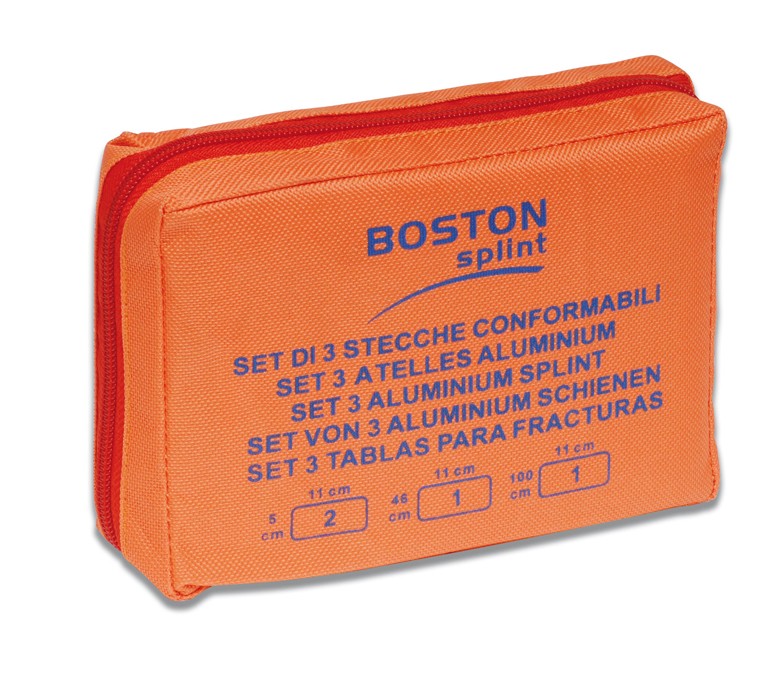 BOSTON
splint
SET DI 3 STECCHE CONFORMABILI
SET 3 ATELLES ALUMINIUM
SET 3 ALUMINIUM SPLINT
SET VON 3 ALUMINIUM SCHIENEN
SET 3 TABLAS PARA FRACTURAS
11 cm
5 cm
2
11 cm
46 cm
1
11 cm
100 cm
1